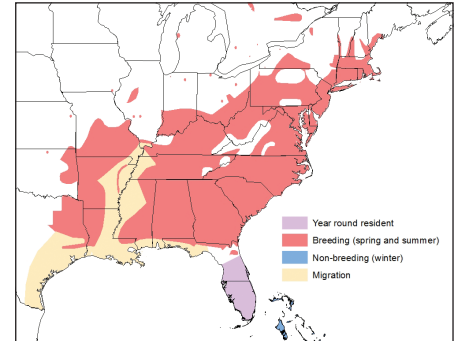 Year round resident
Breeding (spring and summer)
Non-breeding (winter)
Migration